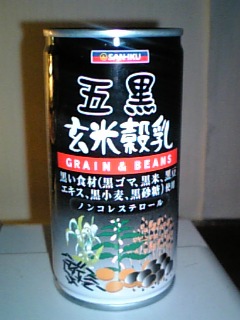 SAN-IKU
五黒
玄米穀乳
GRAIN & BEANS
黒い食材(黒ゴマ、黒米、黒豆
エキス、黒小麦、黒砂糖)使用
ノンコレステロール